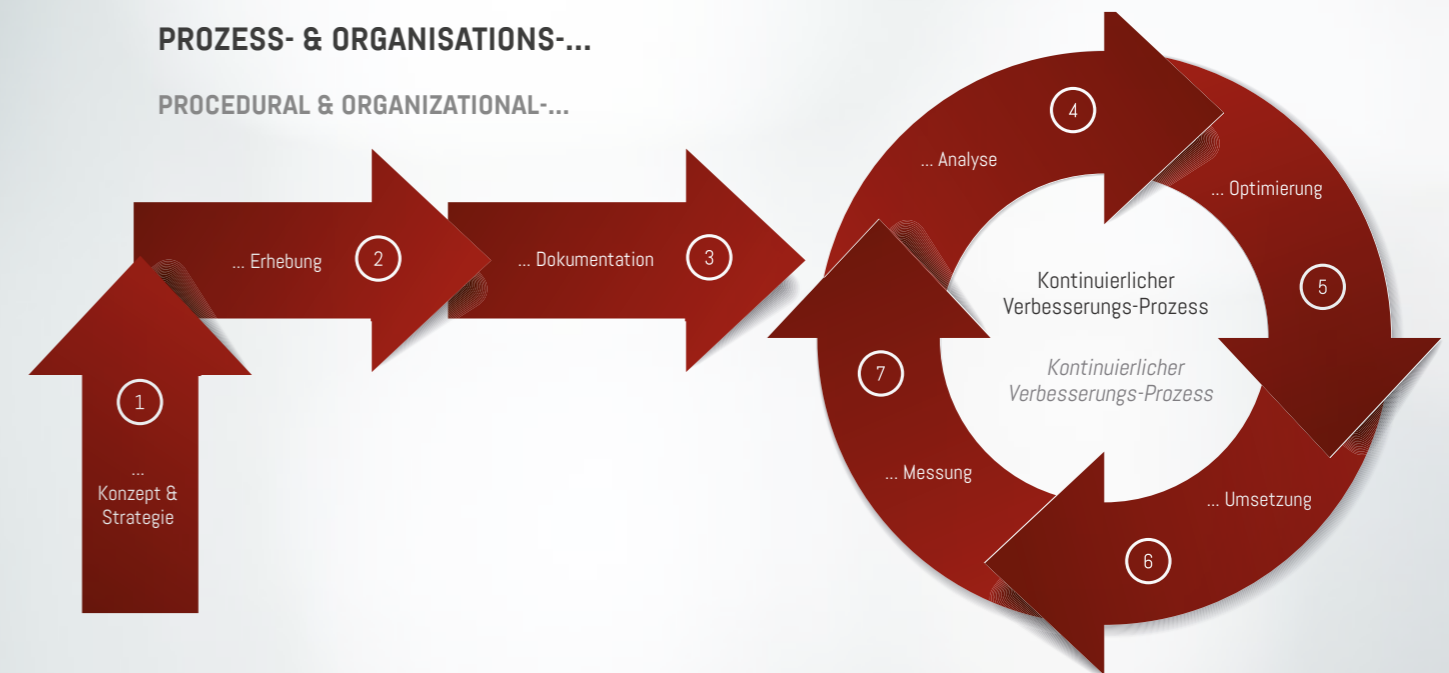 PROZESS- & ORGANISATIONS-...
PROCEDURAL & ORGANIZATIONAL-...
1
...
Konzept &
Strategie
... Erhebung
2
... Dokumentation
3
4
... Analyse
... Optimierung
5
... Umsetzung
6
... Messung
7
Kontinuierlicher
Verbesserungs-Prozess
Kontinuierlicher
Verbesserungs-Prozess